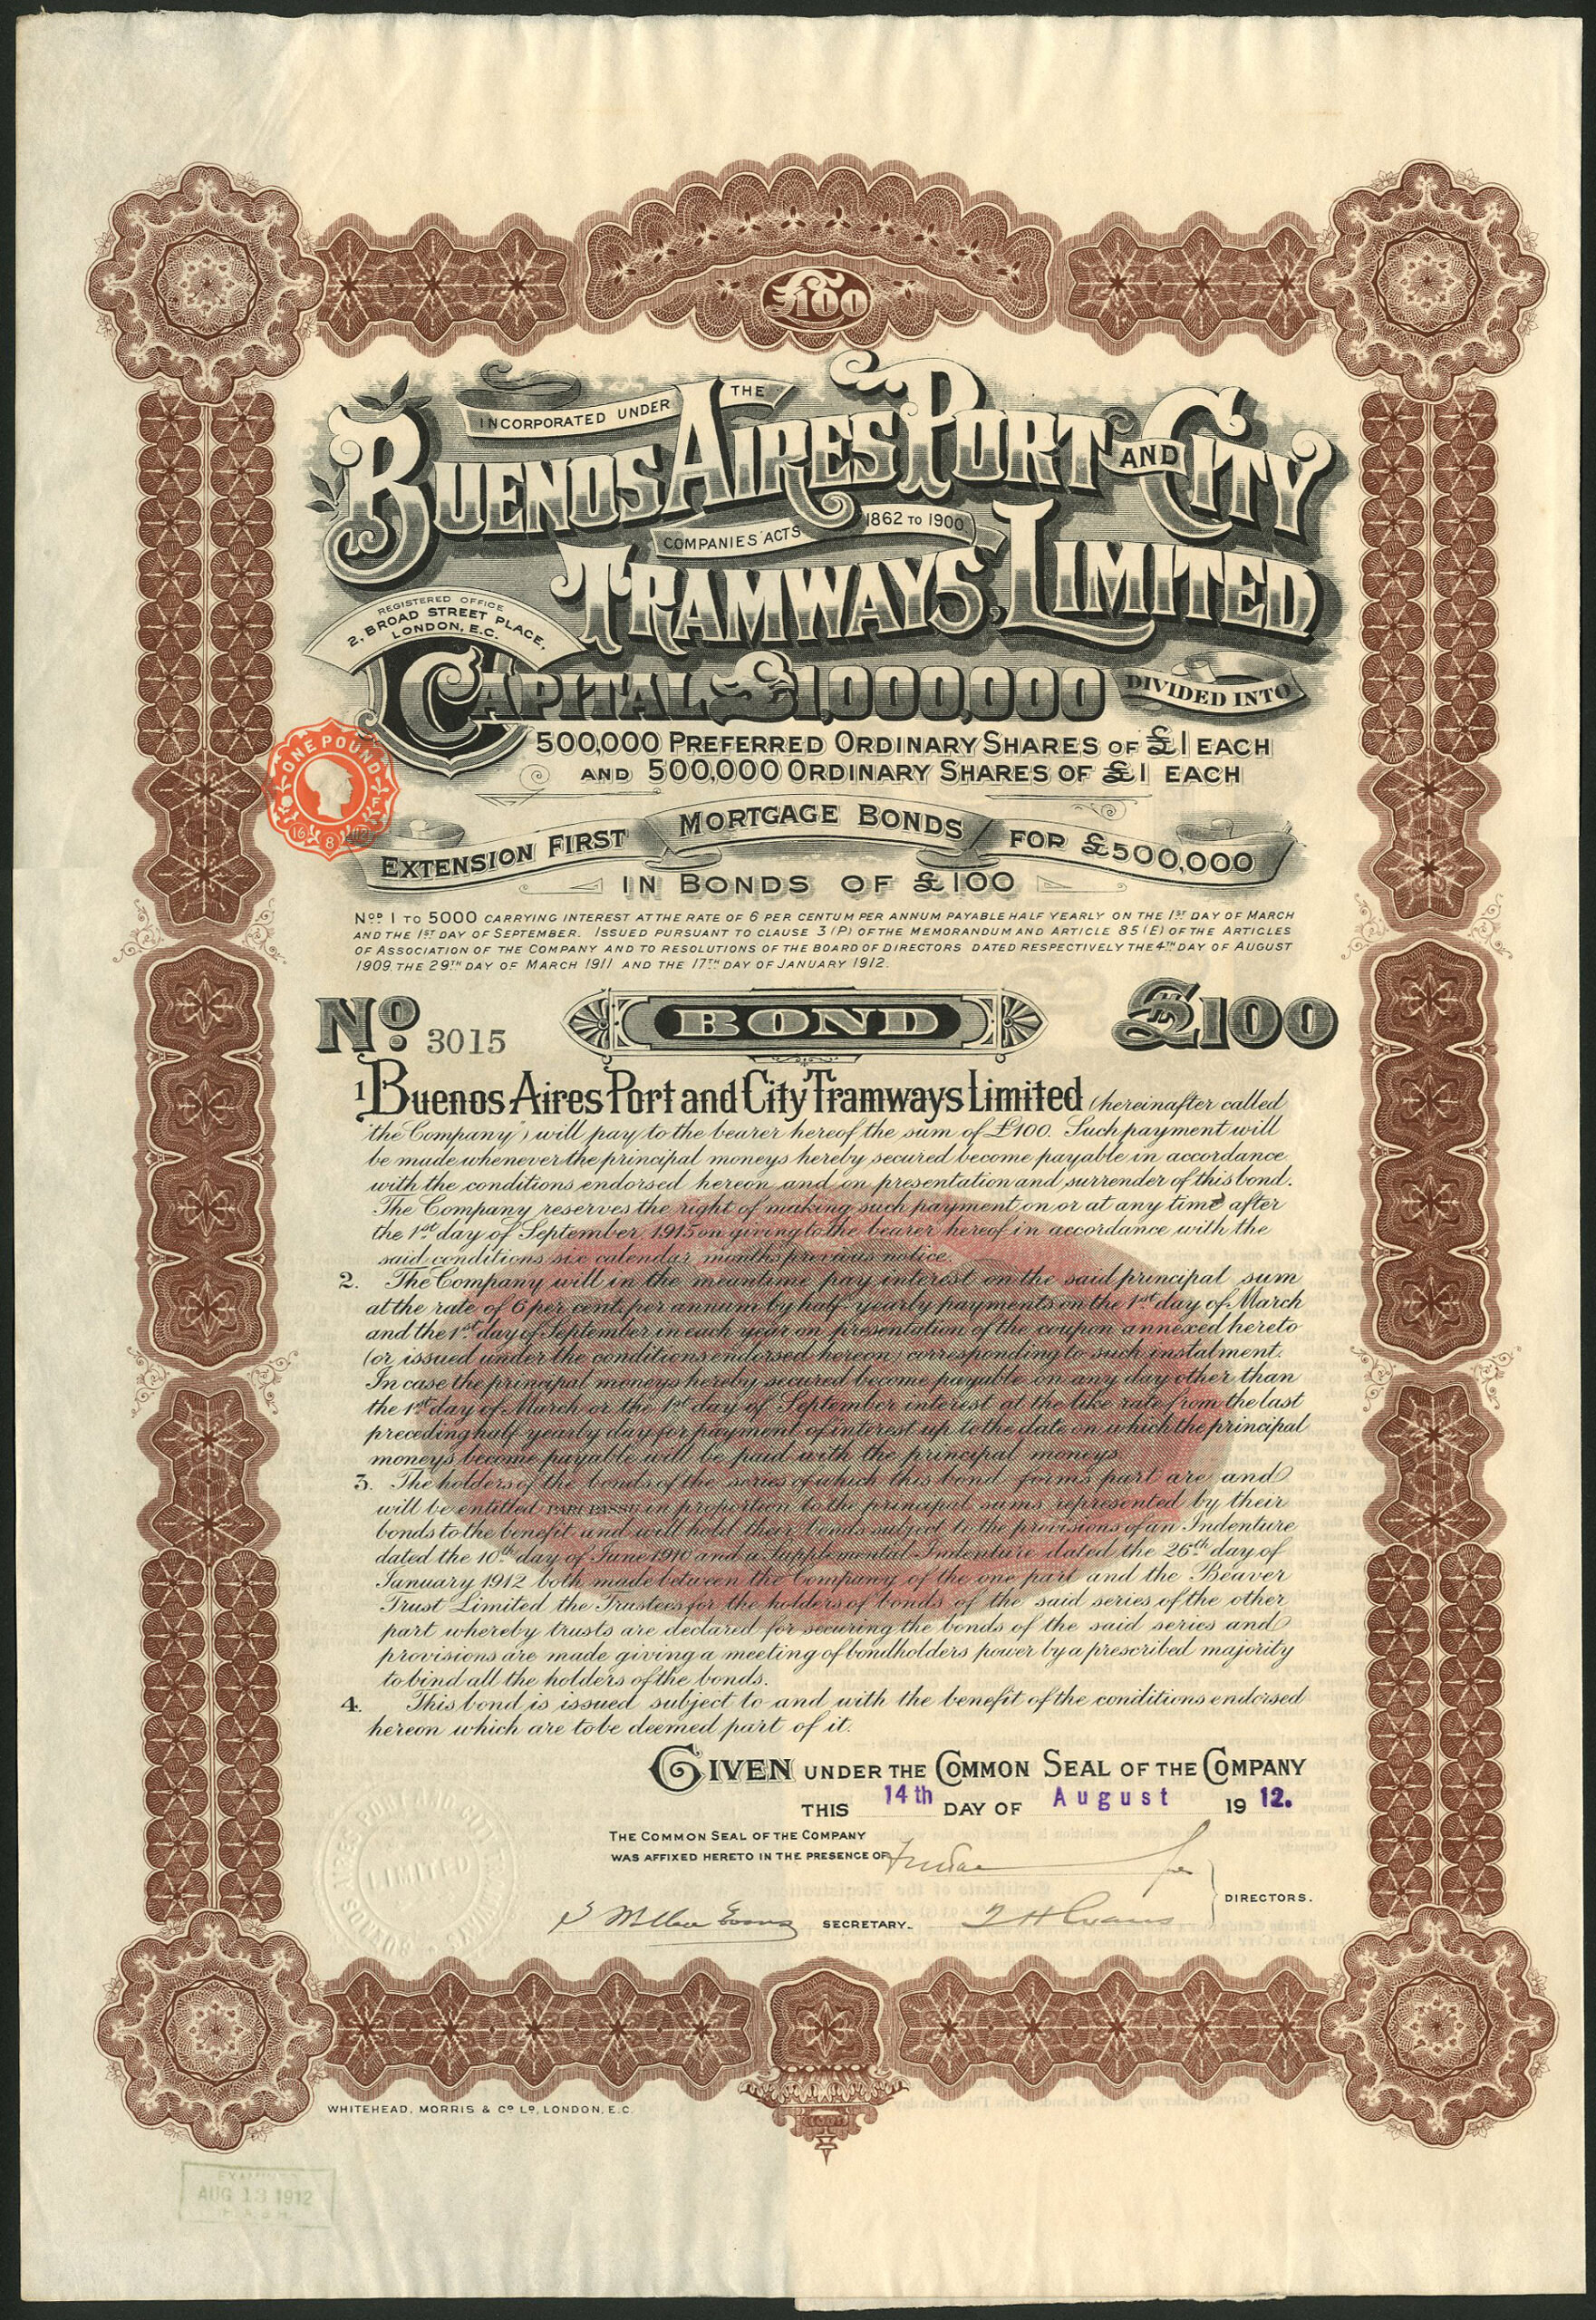 £100
INCORPORATED UNDER THE
BUENOS AIRES PORT AND CITY
COMPANIES ACTS 1862 TO 1900
TRAMWAYS, LIMITED
REGISTERED OFFICE
2, BROAD STREET PLACE,
LONDON, E.C.
CAPITAL £1,000,000 DIVIDED INTO
500,000 PREFERRED ORDINARY SHARES OF £1 EACH
AND 500,000 ORDINARY SHARES OF £1 EACH
ONE POUND
16 8 12
EXTENSION FIRST MORTGAGE BONDS FOR £500,000
IN BONDS OF £100
Nos. 1 TO 5000 CARRYING INTEREST AT THE RATE OF 6 PER CENTUM PER ANNUM PAYABLE HALF YEARLY ON THE 1ST DAY OF MARCH
AND THE 1ST DAY OF SEPTEMBER. ISSUED PURSUANT TO CLAUSE 3 (P) OF THE MEMORANDUM AND ARTICLE 85 (E) OF THE ARTICLES
OF ASSOCIATION OF THE COMPANY AND TO RESOLUTIONS OF THE BOARD OF DIRECTORS DATED RESPECTIVELY THE 4TH DAY OF AUGUST
1909 THE 29TH DAY OF MARCH 1911 AND THE 17TH DAY OF JANUARY 1912.
No. 3015 BOND £100
1 Buenos Aires Port and City Tramways Limited (hereinafter called
"the Company") will pay to the bearer hereof the sum of £100. Such payment will
be made whenever the principal moneys hereby secured become payable in accordance
with the conditions endorsed hereon and on presentation and surrender of this bond.
The Company reserves the right of making such payment on or at any time after
the 1st day of September, 1915 on giving to the bearer hereof in accordance with the
said conditions six calendar months previous notice.
2. The Company will in the meantime pay interest on the said principal sum
at the rate of 6 per cent. per annum by half-yearly payments on the 1st day of March
and the 1st day of September in each year on presentation of the coupon annexed hereto
(or issued under the conditions endorsed hereon) corresponding to such instalment.
In case the principal moneys hereby secured become payable on any day other than
the 1st day of March or the 1st day of September interest at the like rate from the last
preceding half-yearly day for payment of interest up to the date on which the principal
moneys become payable will be paid with the principal moneys.
3. The holders of the bonds of the series of which this bond forms part are and
will be entitled PARI PASSU in proportion to the principal sums represented by their
bonds to the benefit and will hold their bonds subject to the provisions of an Indenture
dated the 10th day of June 1910 and a Supplemental Indenture dated the 26th day of
January 1912 both made between the Company of the one part and the Beaver
Trust Limited the Trustees for the holders of bonds of the said series of the other
part whereby trusts are declared for securing the bonds of the said series and
provisions are made giving a meeting of bondholders power by a prescribed majority
to bind all the holders of the bonds.
4. This bond is issued subject to and with the benefit of the conditions endorsed
hereon which are to be deemed part of it.
GIVEN UNDER THE COMMON SEAL OF THE COMPANY
THIS 14th DAY OF August 1912.
THE COMMON SEAL OF THE COMPANY
WAS AFFIXED HERETO IN THE PRESENCE OF
DIRECTORS.
SECRETARY. T H Evans
BUENOS AIRES PORT AND CITY TRAMWAYS
LIMITED
WHITEHEAD, MORRIS & Co Ld, LONDON, E.C.
EXAMINED
AUG 13 1912